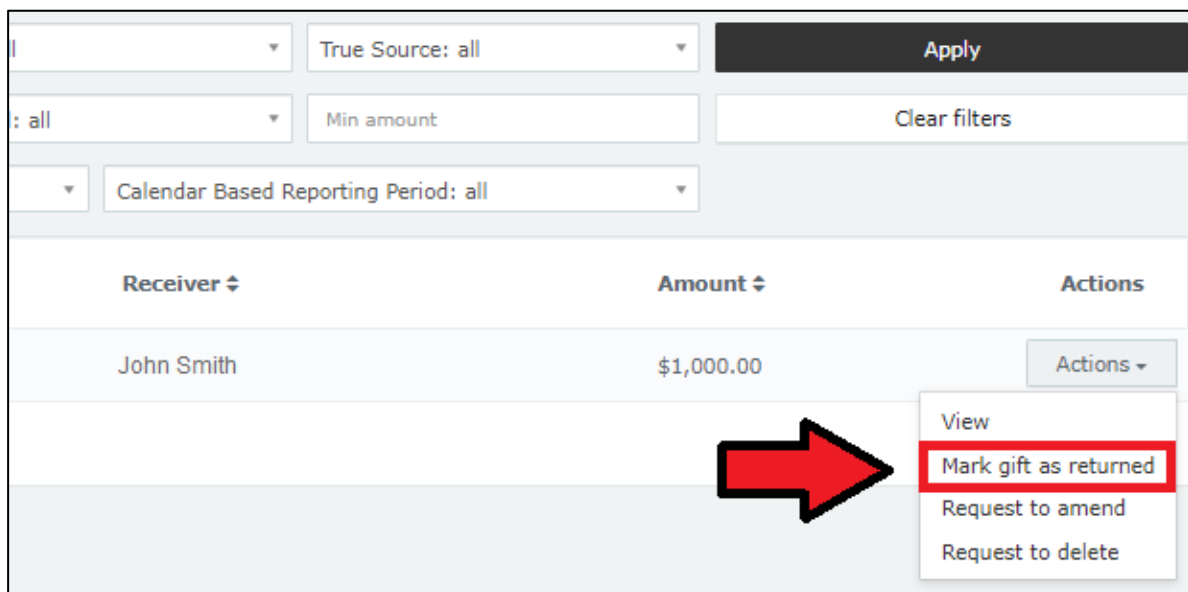 True Source: all Apply
: all Min amount Clear filters
Calendar Based Reporting Period: all
Receiver Amount Actions
John Smith $1,000.00 Actions
View
Mark gift as returned
Request to amend
Request to delete